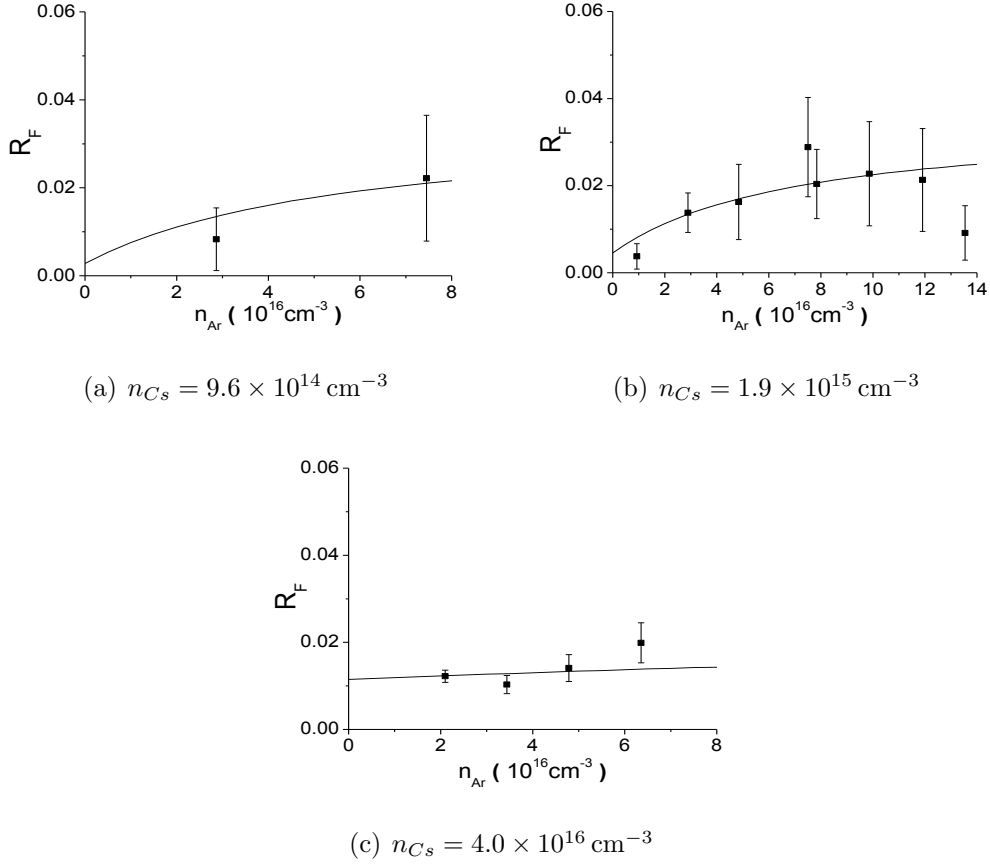 0.06
0.04
0.02
0.00
R_F
0 2 4 6 8
n_Ar ( 10^16 cm^-3 )
(a) n_Cs = 9.6 × 10^14 cm^−3
0.06
0.04
0.02
0.00
R_F
0 2 4 6 8 10 12 14
n_Ar ( 10^16 cm^-3 )
(b) n_Cs = 1.9 × 10^15 cm^−3
0.06
0.04
0.02
0.00
R_F
0 2 4 6 8
n_Ar ( 10^16 cm^-3 )
(c) n_Cs = 4.0 × 10^16 cm^−3